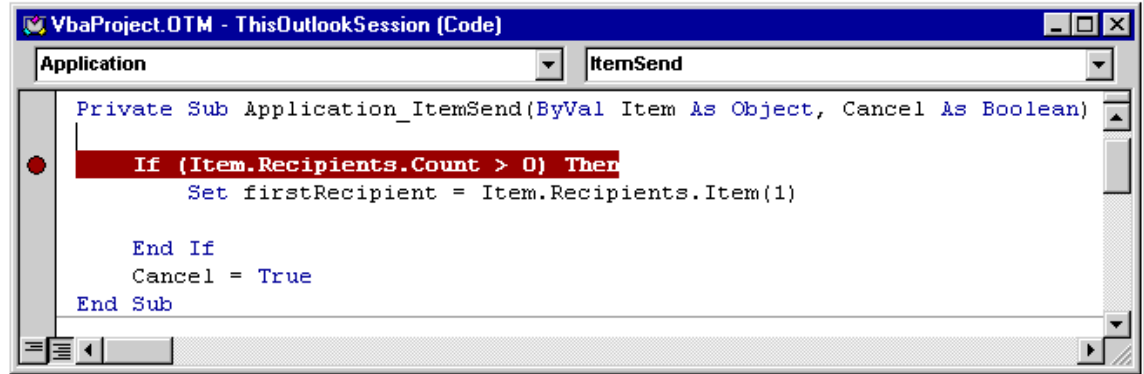 VbaProject.OTM - ThisOutlookSession (Code)
Application ItemSend
Private Sub Application_ItemSend(ByVal Item As Object, Cancel As Boolean)
If (Item.Recipients.Count > 0) Then
Set firstRecipient = Item.Recipients.Item(1)
End If
Cancel = True
End Sub